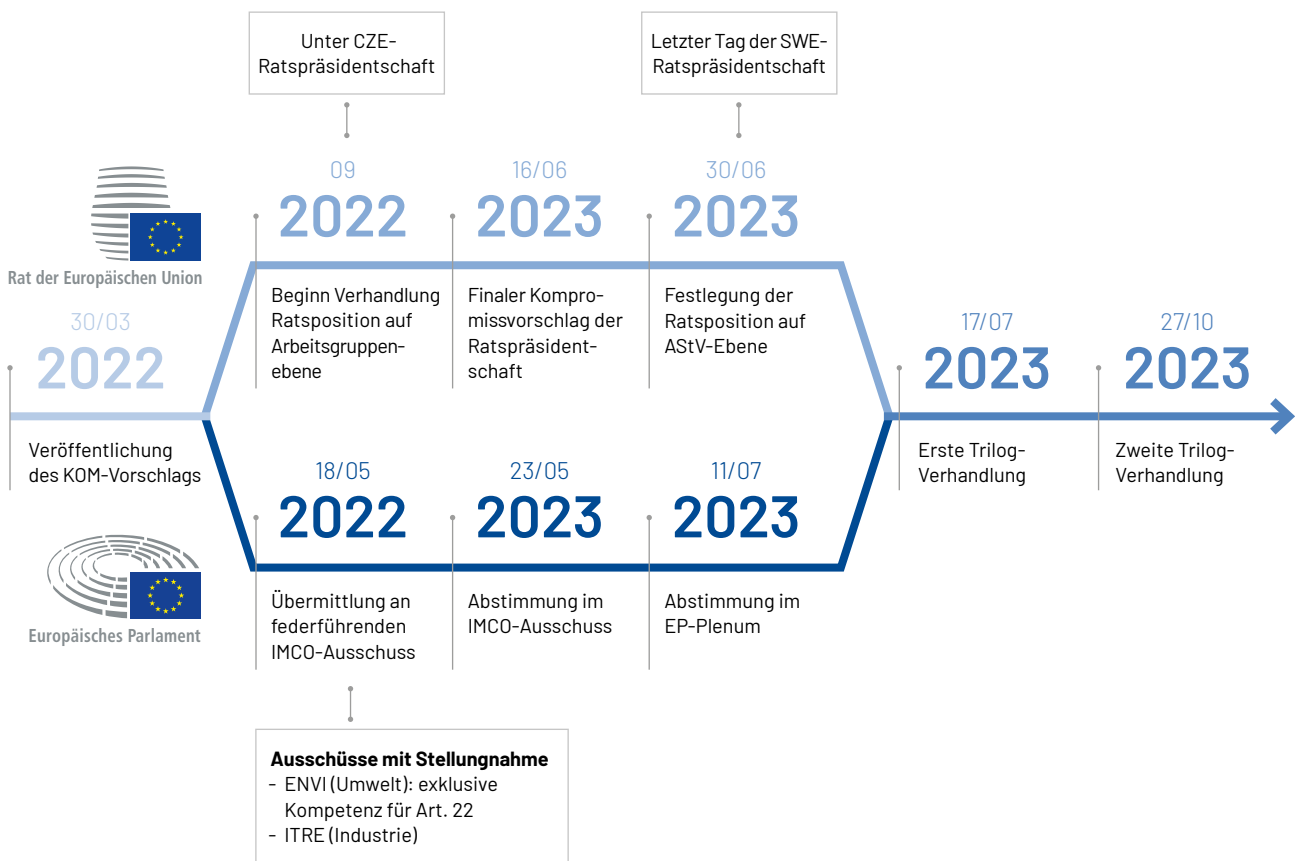 Unter CZE-
Ratspräsidentschaft
Letzter Tag der SWE-
Ratspräsidentschaft
09
2022
16/06
2023
30/06
2023
Rat der Europäischen Union
Beginn Verhandlung
Ratsposition auf
Arbeitsgruppen-
ebene
Finaler Kompro-
missvorschlag der
Ratspräsident-
schaft
Festlegung der
Ratsposition auf
AStV-Ebene
30/03
2022
Veröffentlichung
des KOM-Vorschlags
17/07
2023
Erste Trilog-
Verhandlung
27/10
2023
Zweite Trilog-
Verhandlung
18/05
2022
23/05
2023
11/07
2023
Europäisches Parlament
Übermittlung an
federführenden
IMCO-Ausschuss
Abstimmung im
IMCO-Ausschuss
Abstimmung im
EP-Plenum
Ausschüsse mit Stellungnahme
- ENVI (Umwelt): exklusive
Kompetenz für Art. 22
- ITRE (Industrie)